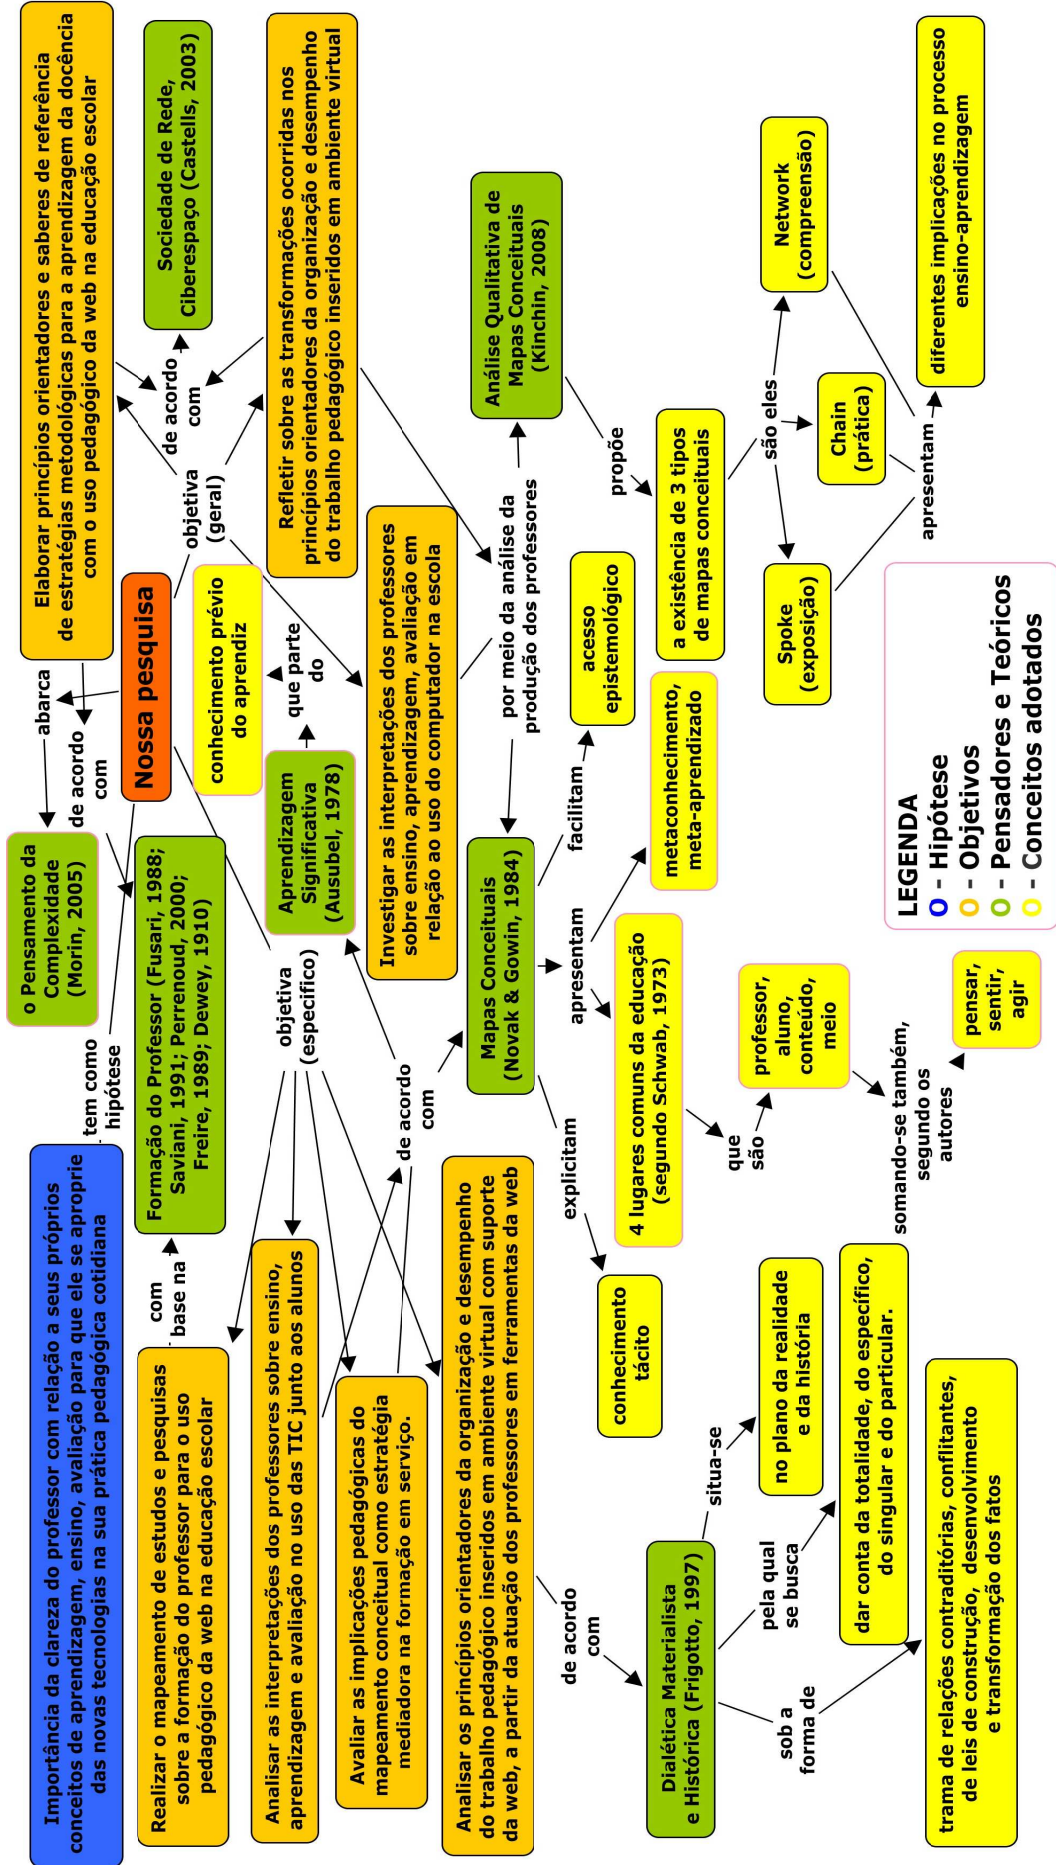 Importância da clareza do professor com relação a seus próprios
conceitos de aprendizagem, ensino, avaliação para que ele se aproprie
das novas tecnologias na sua prática pedagógica cotidiana
tem como
hipótese
o Pensamento da
Complexidade
(Morin, 2005)
abarca
de acordo
com
Nossa pesquisa
Elaborar princípios orientadores e saberes de referência
de estratégias metodológicas para a aprendizagem da docência
com o uso pedagógico da web na educação escolar
de acordo
com
Sociedade de Rede,
Ciberespaço (Castells, 2003)
objetiva
(geral)
Refletir sobre as transformações ocorridas nos
princípios orientadores da organização e desempenho
do trabalho pedagógico inseridos em ambiente virtual
Realizar o mapeamento de estudos e pesquisas
sobre a formação do professor para o uso
pedagógico da web na educação escolar
com
base na
Formação do Professor (Fusari, 1988;
Saviani, 1991; Perrenoud, 2000;
Freire, 1989; Dewey, 1910)
conhecimento prévio
do aprendiz
que parte
do
Aprendizagem
Significativa
(Ausubel, 1978)
objetiva
(específico)
Analisar as interpretações dos professores sobre ensino,
aprendizagem e avaliação no uso das TIC junto aos alunos
Avaliar as implicações pedagógicas do
mapeamento conceitual como estratégia
mediadora na formação em serviço.
de acordo
com
Investigar as interpretações dos professores
sobre ensino, aprendizagem, avaliação em
relação ao uso do computador na escola
Analisar os princípios orientadores da organização e desempenho
do trabalho pedagógico inseridos em ambiente virtual com suporte
da web, a partir da atuação dos professores em ferramentas da web
Mapas Conceituais
(Novak & Gowin, 1984)
por meio da análise da
produção dos professores
Análise Qualitativa de
Mapas Conceituais
(Kinchin, 2008)
de acordo
com
explicitam
apresentam
facilitam
propõe
conhecimento
tácito
4 lugares comuns da educação
(segundo Schwab, 1973)
metaconhecimento,
meta-aprendizado
acesso
epistemológico
a existência de 3 tipos
de mapas conceituais
Dialética Materialista
e Histórica (Frigotto, 1997)
situa-se
no plano da realidade
e da história
pela qual
se busca
dar conta da totalidade, do específico,
do singular e do particular.
sob a
forma de
trama de relações contraditórias, conflitantes,
de leis de construção, desenvolvimento
e transformação dos fatos
que
são
professor,
aluno,
conteúdo,
meio
somando-se também,
segundo os
autores
pensar,
sentir,
agir
são eles
Spoke
(exposição)
Chain
(prática)
Network
(compreensão)
apresentam
diferentes implicações no processo
ensino-aprendizagem
LEGENDA
O - Hipótese
O - Objetivos
O - Pensadores e Teóricos
O - Conceitos adotados